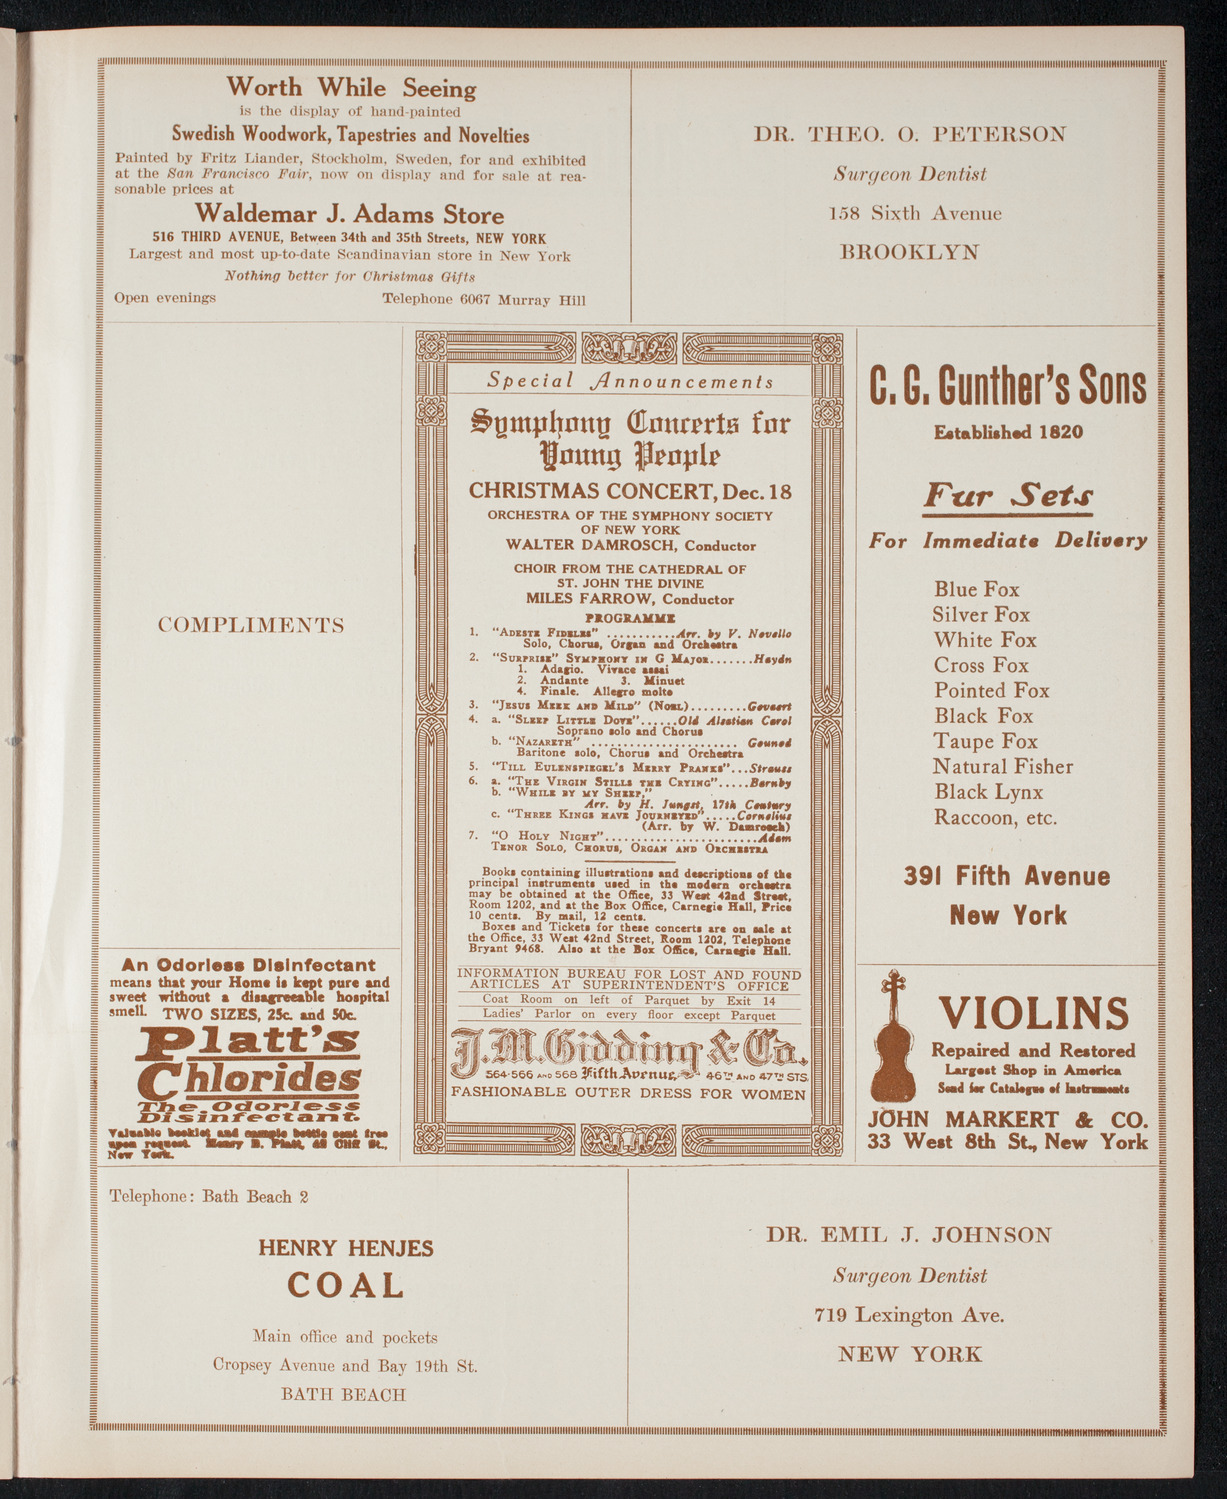 Worth While Seeing
is the display of hand-painted
Swedish Woodwork, Tapestries and Novelties
Painted by Fritz Liander, Stockholm, Sweden, for and exhibited
at the San Francisco Fair, now on display and for sale at rea-
sonable prices at
Waldemar J. Adams Store
516 THIRD AVENUE, Between 34th and 35th Streets, NEW YORK
Largest and most up-to-date Scandinavian store in New York
Nothing better for Christmas Gifts
Open evenings Telephone 6067 Murray Hill
DR. THEO. O. PETERSON
Surgeon Dentist
158 Sixth Avenue
BROOKLYN
COMPLIMENTS
An Odorless Disinfectant
means that your Home is kept pure and
sweet without a disagreeable hospital
smell. TWO SIZES, 25c. and 50c.
Platt's
Chlorides
The Odorless
Disinfectant.
Valuable booklet and sample bottle sent free
upon request. Henry B. Platt, 42 Cliff St.,
New York.
Special Announcements
Symphony Concerts for
Young People
CHRISTMAS CONCERT, Dec. 18
ORCHESTRA OF THE SYMPHONY SOCIETY
OF NEW YORK
WALTER DAMROSCH, Conductor
CHOIR FROM THE CATHEDRAL OF
ST. JOHN THE DIVINE
MILES FARROW, Conductor
PROGRAMME
1. "ADESTE FIDELES" ...........Arr. by V. Novello
Solo, Chorus, Organ and Orchestra
2. "SURPRISE" SYMPHONY IN G MAJOR.......Haydn
1. Adagio. Vivace assai
2. Andante 3. Minuet
4. Finale. Allegro molto
3. "JESUS MEEK AND MILD" (NOEL).........Gevaert
4. a. "SLEEP LITTLE DOVE"......Old Alsatian Carol
Soprano solo and Chorus
b. "NAZARETH" ...................... Gounod
Baritone solo, Chorus and Orchestra
5. "TILL EULENSPIEGEL'S MERRY PRANKS"...Strauss
6. a. "THE VIRGIN STILLS THE CRYING".....Barnby
b. "WHILE BY MY SHEEP,"
Arr. by H. Jungst, 17th Century
c. "THREE KINGS HAVE JOURNEYED".....Cornelius
(Arr. by W. Damrosch)
7. "O HOLY NIGHT".......................Adam
TENOR SOLO, CHORUS, ORGAN AND ORCHESTRA
Books containing illustrations and descriptions of the
principal instruments used in the modern orchestra
may be obtained at the Office, 33 West 42nd Street,
Room 1202, and at the Box Office, Carnegie Hall, Price
10 cents. By mail, 12 cents.
Boxes and Tickets for these concerts are on sale at
the Office, 33 West 42nd Street, Room 1202, Telephone
Bryant 9468. Also at the Box Office, Carnegie Hall.
INFORMATION BUREAU FOR LOST AND FOUND
ARTICLES AT SUPERINTENDENT'S OFFICE
Coat Room on left of Parquet by Exit 14
Ladies' Parlor on every floor except Parquet
J.M. Gidding & Co.
564-566 AND 568 Fifth Avenue, 46TH AND 47TH STS.
FASHIONABLE OUTER DRESS FOR WOMEN
C. G. Gunther's Sons
Established 1820
Fur Sets
For Immediate Delivery
Blue Fox
Silver Fox
White Fox
Cross Fox
Pointed Fox
Black Fox
Taupe Fox
Natural Fisher
Black Lynx
Raccoon, etc.
391 Fifth Avenue
New York
VIOLINS
Repaired and Restored
Largest Shop in America
Send for Catalogue of Instruments
JOHN MARKERT & CO.
33 West 8th St., New York
Telephone: Bath Beach 2
HENRY HENJES
COAL
Main office and pockets
Cropsey Avenue and Bay 19th St.
BATH BEACH
DR. EMIL J. JOHNSON
Surgeon Dentist
719 Lexington Ave.
NEW YORK